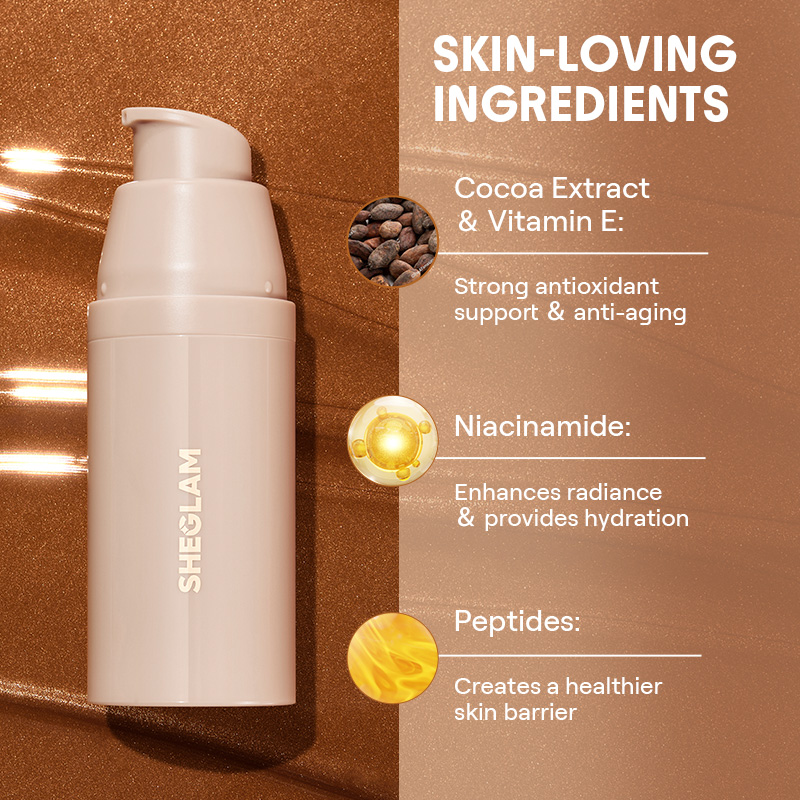 SKIN-LOVING
INGREDIENTS
Cocoa Extract
& Vitamin E:
Strong antioxidant
support & anti-aging
Niacinamide:
Enhances radiance
& provides hydration
Peptides:
Creates a healthier
skin barrier
SHEGLAM